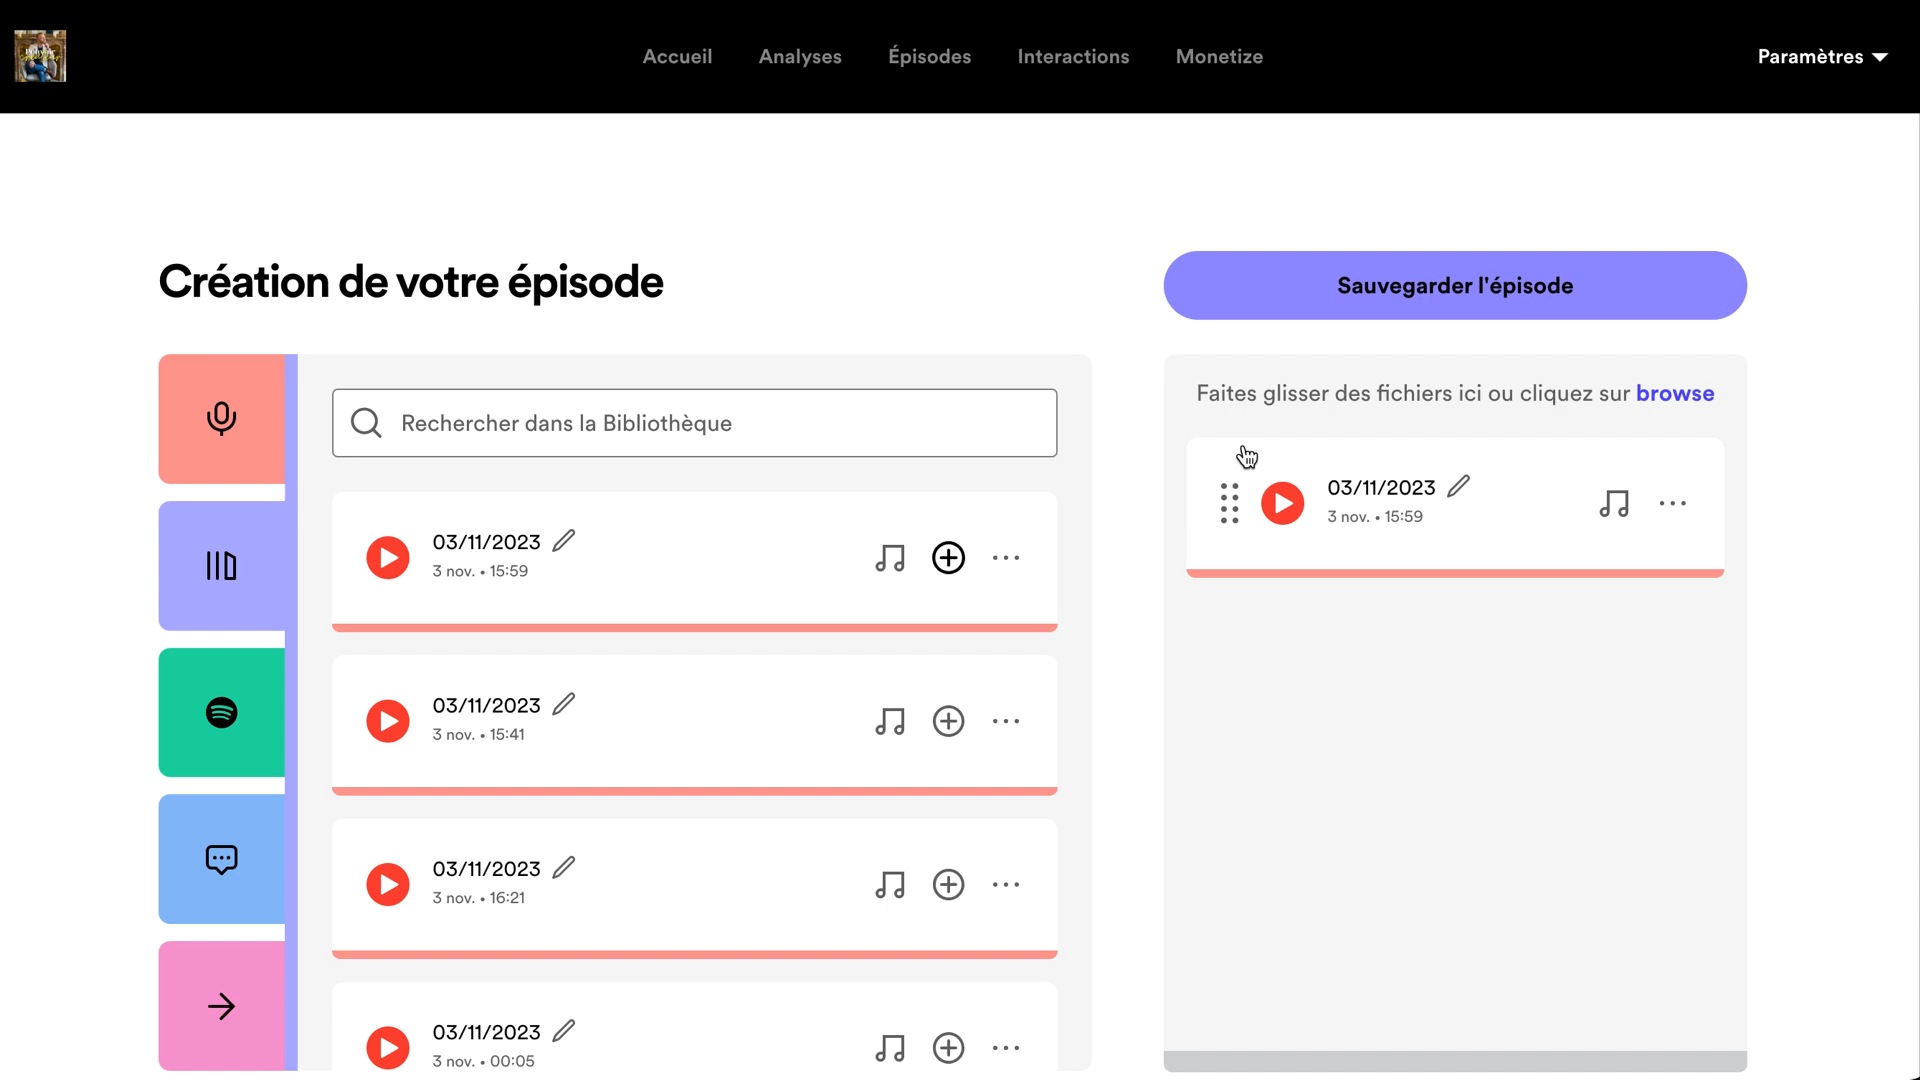 Accueil
Analyses
Épisodes
Interactions
Monetize
Paramètres
Création de votre épisode
Sauvegarder l'épisode
Rechercher dans la Bibliothèque
03/11/2023
3 nov. • 15:59
03/11/2023
3 nov. • 15:41
03/11/2023
3 nov. • 16:21
03/11/2023
3 nov. • 00:05
Faites glisser des fichiers ici ou cliquez sur browse
03/11/2023
3 nov. • 15:59